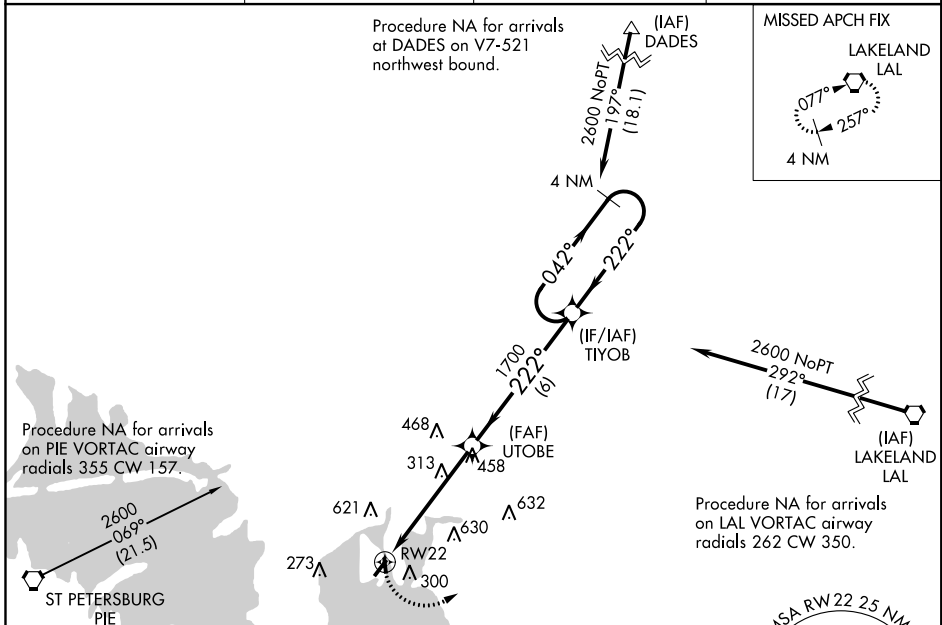 Procedure NA for arrivals
at DADES on V7-521
northwest bound.
(IAF)
DADES
MISSED APCH FIX
LAKELAND
LAL
077°
257°
4 NM
2600 NoPT
197°
(18.1)
4 NM
042°
222°
(IF/IAF)
TIYOB
1700
222°
(6)
2600 NoPT
292°
(17)
(IAF)
LAKELAND
LAL
Procedure NA for arrivals
on PIE VORTAC airway
radials 355 CW 157.
468
(FAF)
UTOBE
313
458
621
632
630
Procedure NA for arrivals
on LAL VORTAC airway
radials 262 CW 350.
2600
069°
(21.5)
273
RW22
300
ST PETERSBURG
PIE
MSA RW22 25 NM